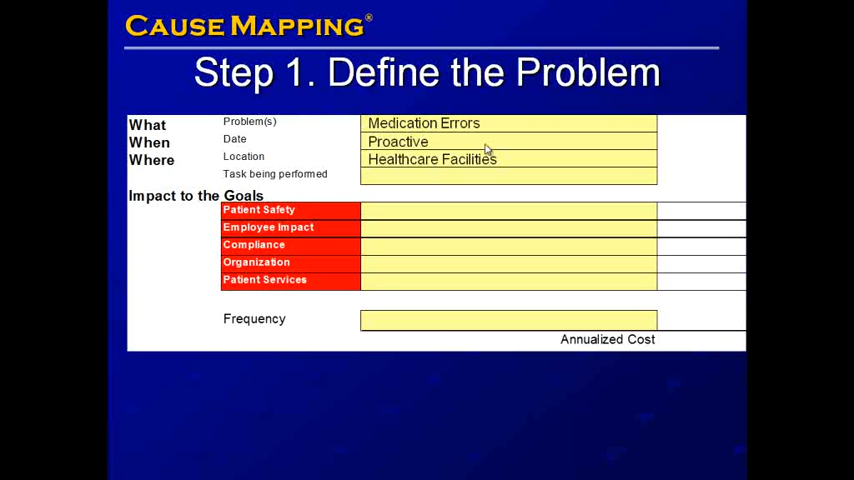 CAUSE MAPPING®
Step 1. Define the Problem
What Problem(s) Medication Errors
When Date Proactive
Where Location Healthcare Facilities
Task being performed
Impact to the Goals
Patient Safety
Employee Impact
Compliance
Organization
Patient Services
Frequency
Annualized Cost